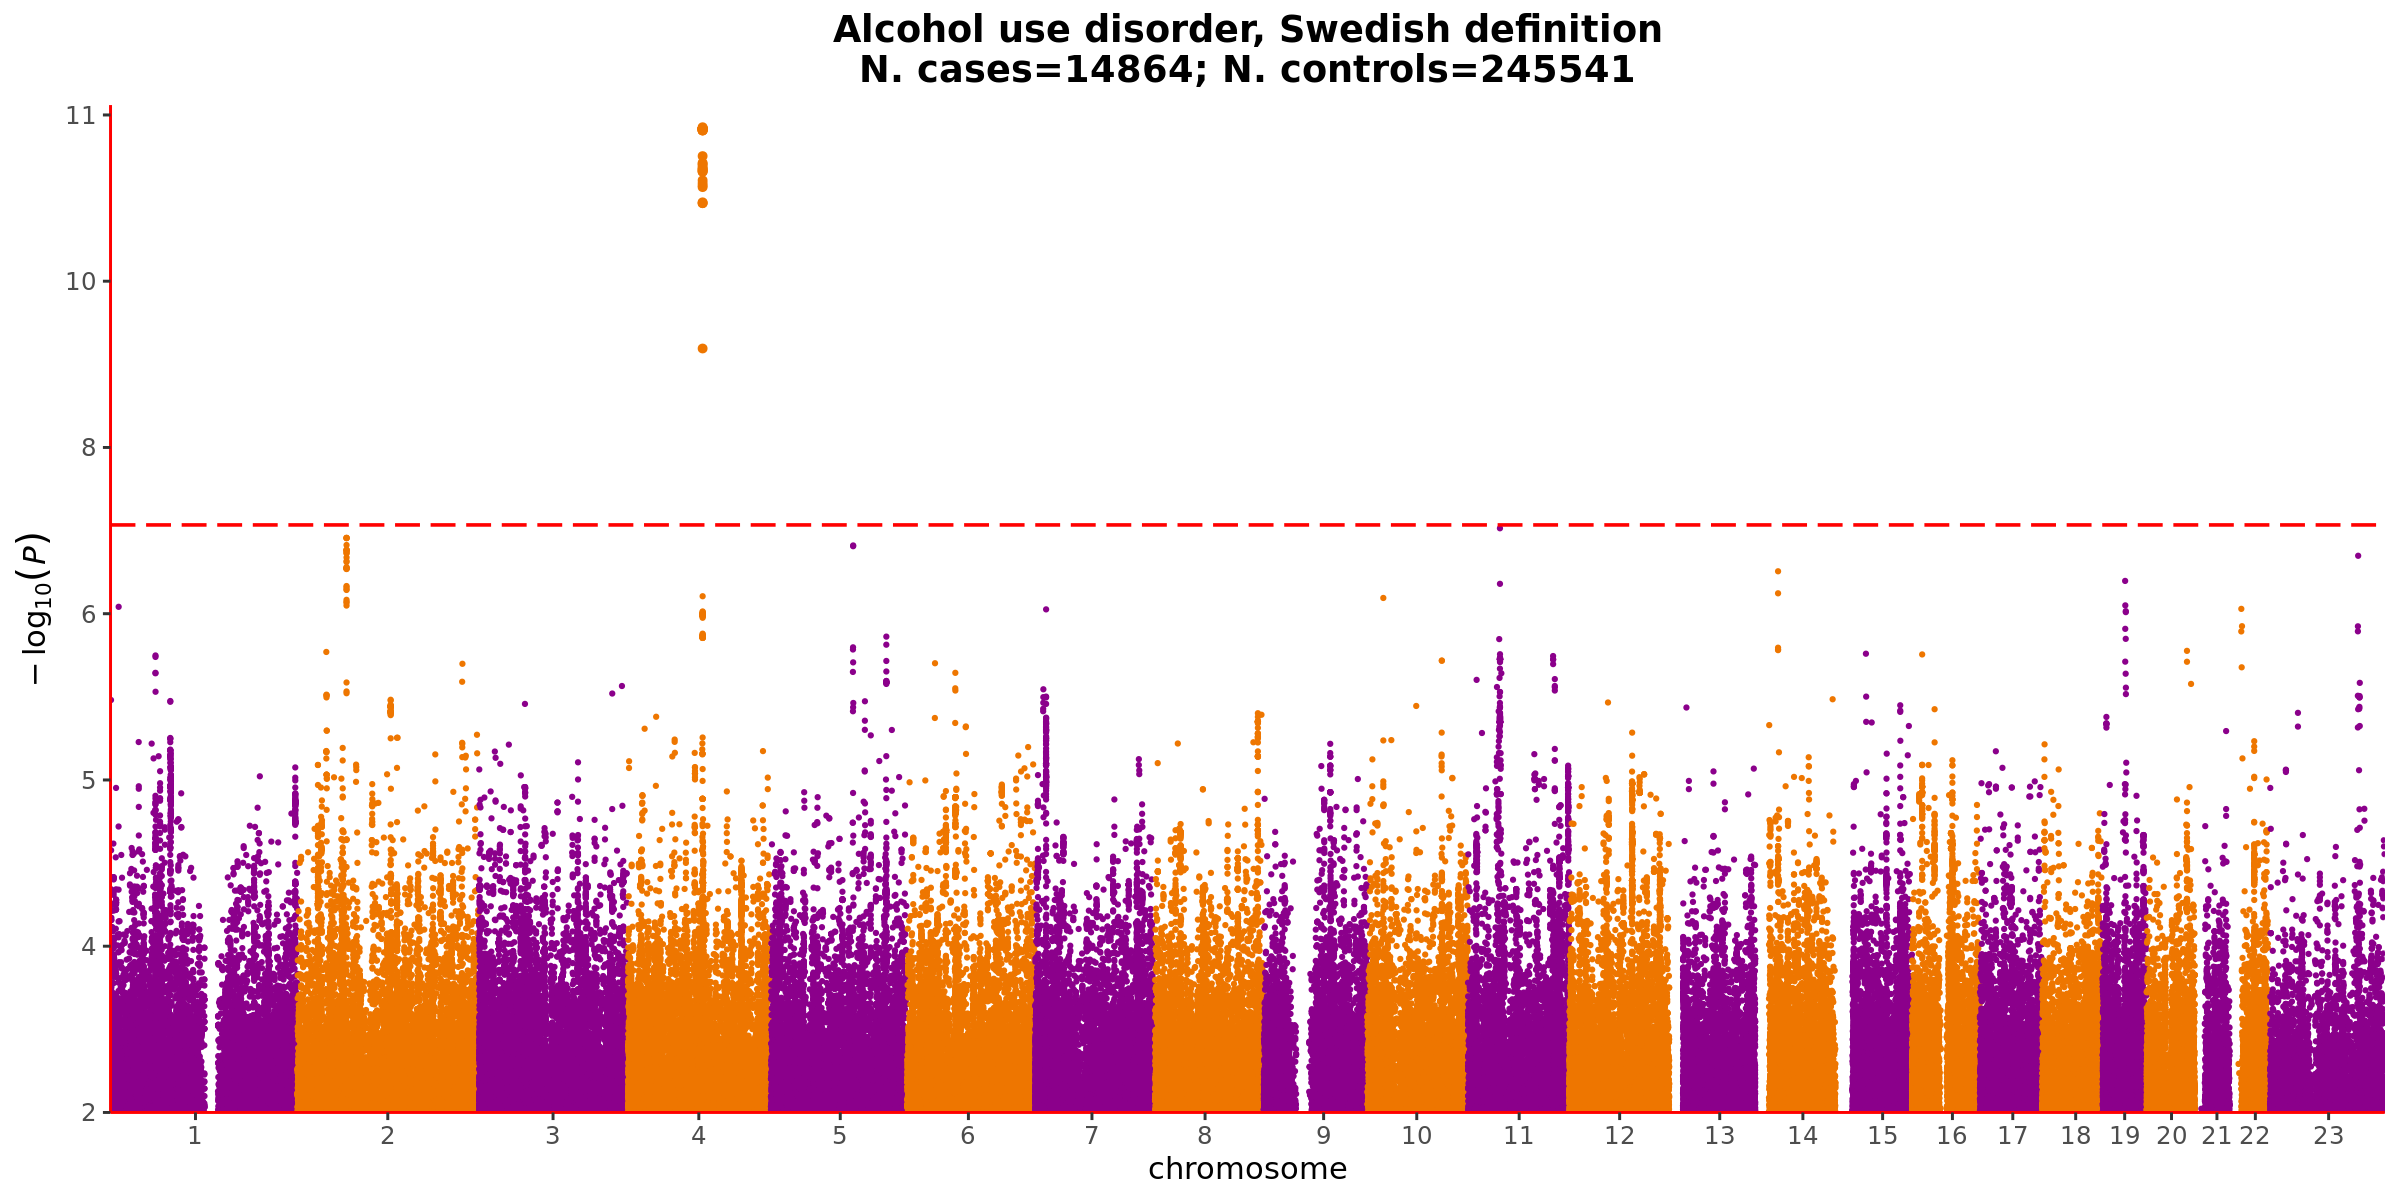 Alcohol use disorder, Swedish definition
N. cases=14864; N. controls=245541
11
10
8
6
5
4
2
−log10(P)
1 2 3 4 5 6 7 8 9 10 11 12 13 14 15 16 17 18 19 20 21 22 23
chromosome